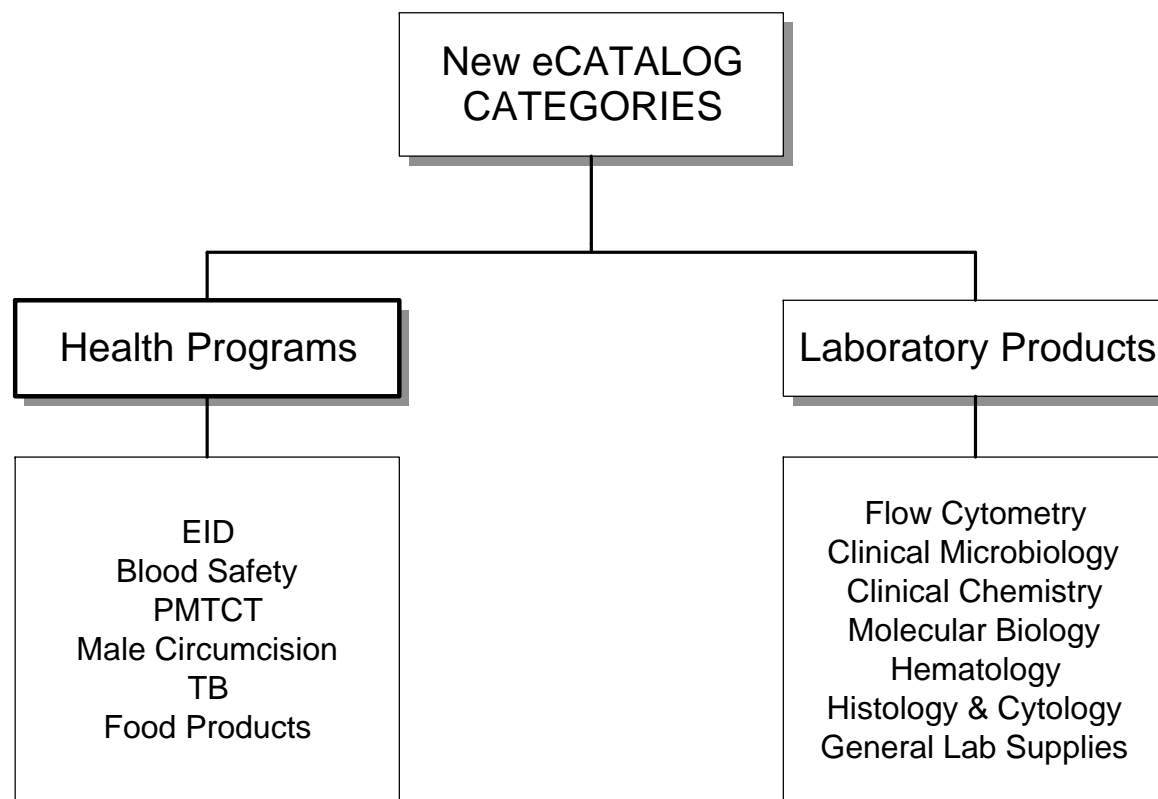 New eCATALOG
CATEGORIES
Health Programs
Laboratory Products
EID
Blood Safety
PMTCT
Male Circumcision
TB
Food Products
Flow Cytometry
Clinical Microbiology
Clinical Chemistry
Molecular Biology
Hematology
Histology & Cytology
General Lab Supplies